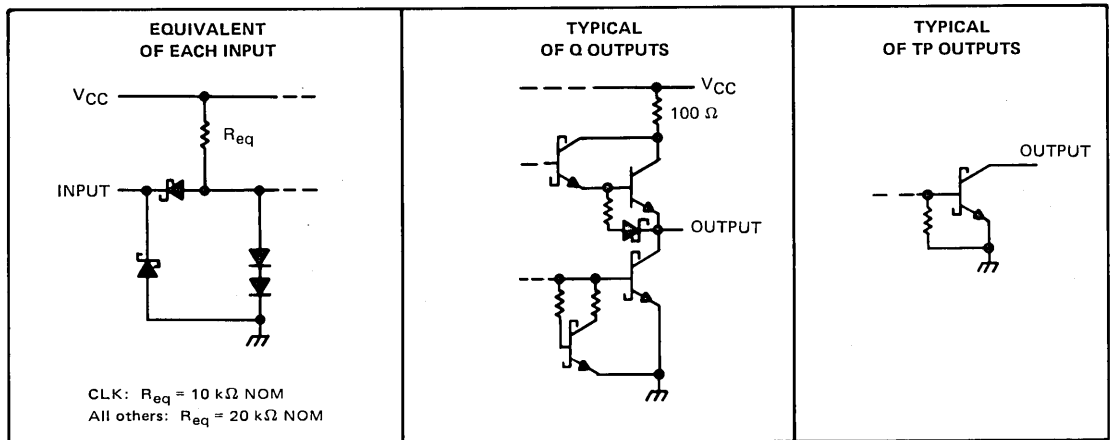 EQUIVALENT
OF EACH INPUT
VCC
Req
INPUT
CLK: Req = 10 kΩ NOM
All others: Req = 20 kΩ NOM
TYPICAL
OF Q OUTPUTS
VCC
100 Ω
OUTPUT
TYPICAL
OF TP OUTPUTS
OUTPUT